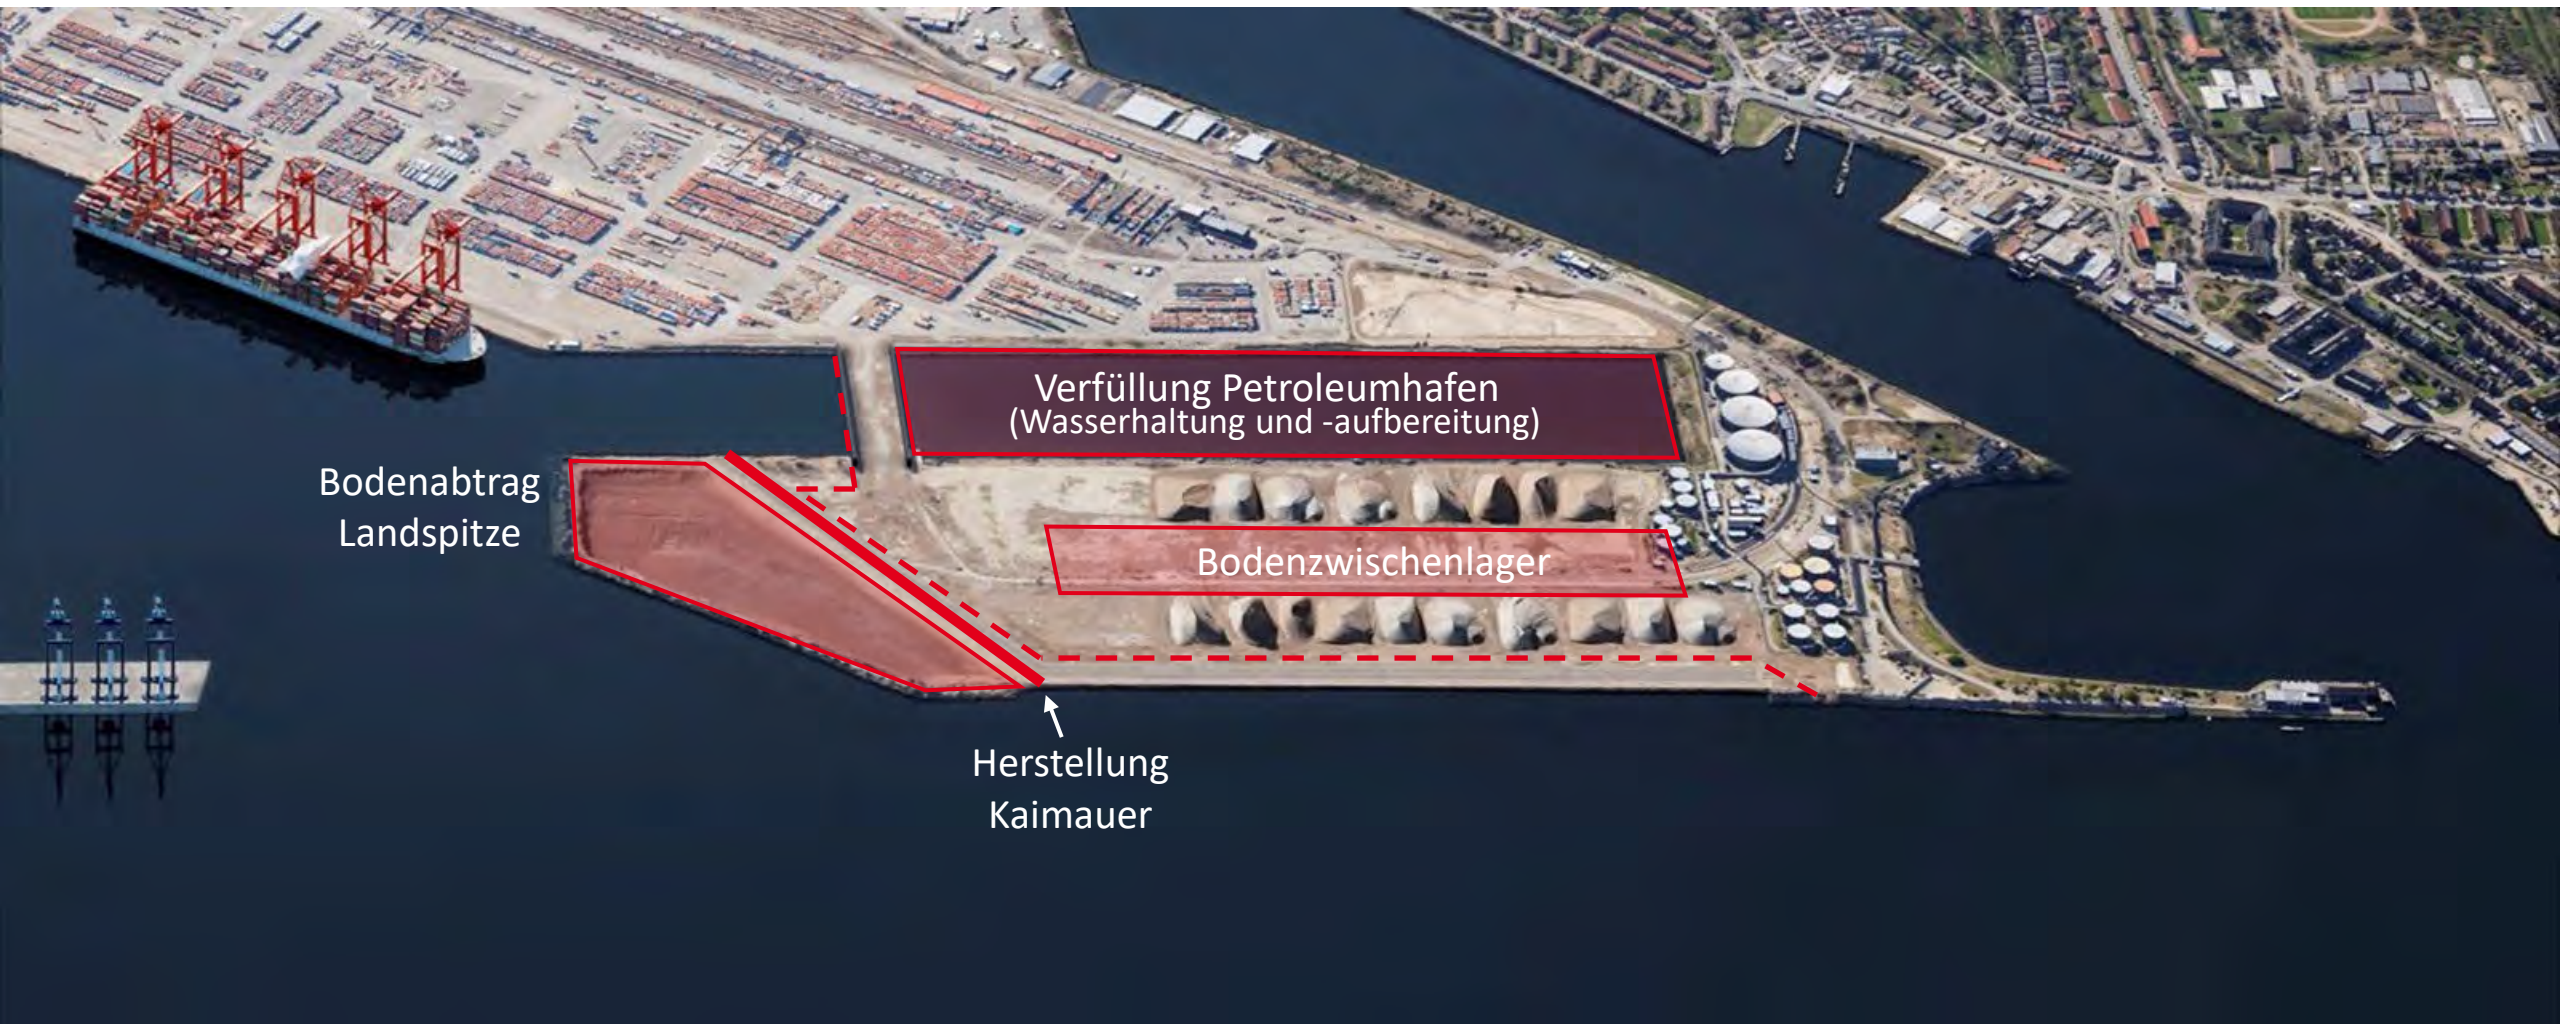 Verfüllung Petroleumhafen
(Wasserhaltung und -aufbereitung)
Bodenabtrag
Landspitze
Bodenzwischenlager
Herstellung
Kaimauer